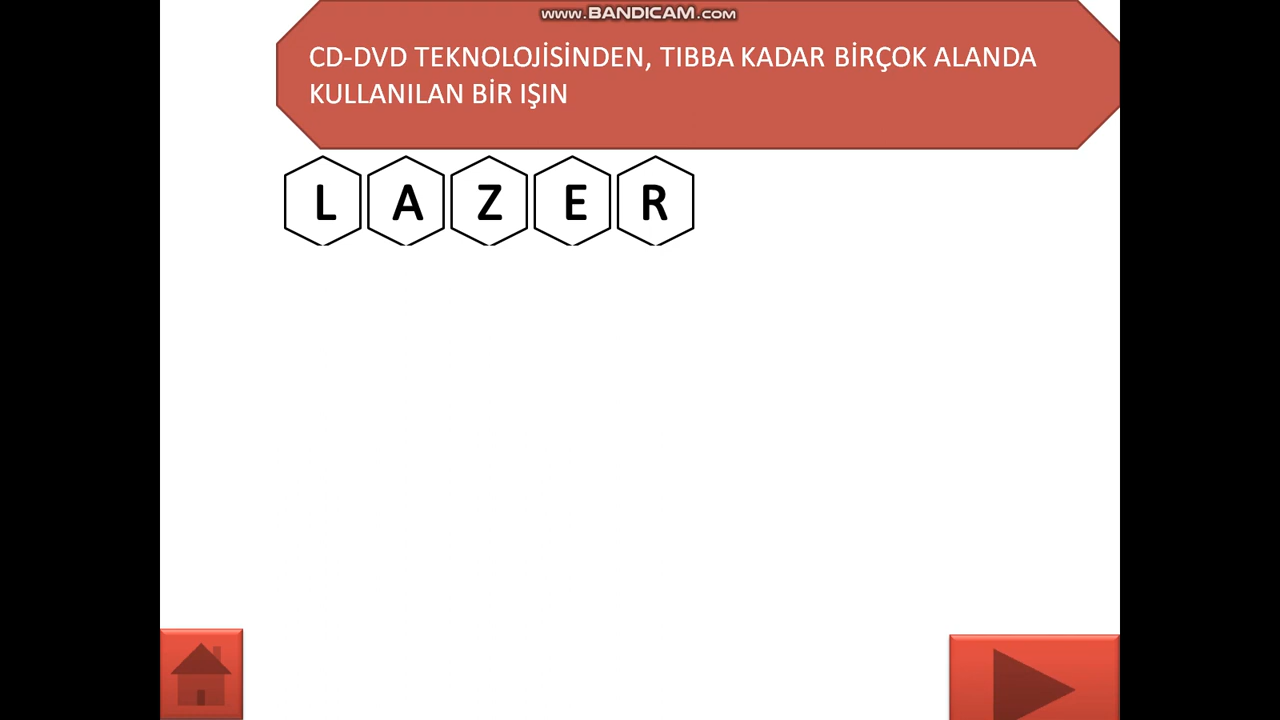 www.BANDICAM.com
CD-DVD TEKNOLOJİSİNDEN, TIBBA KADAR BİRÇOK ALANDA
KULLANILAN BİR IŞIN
L A Z E R